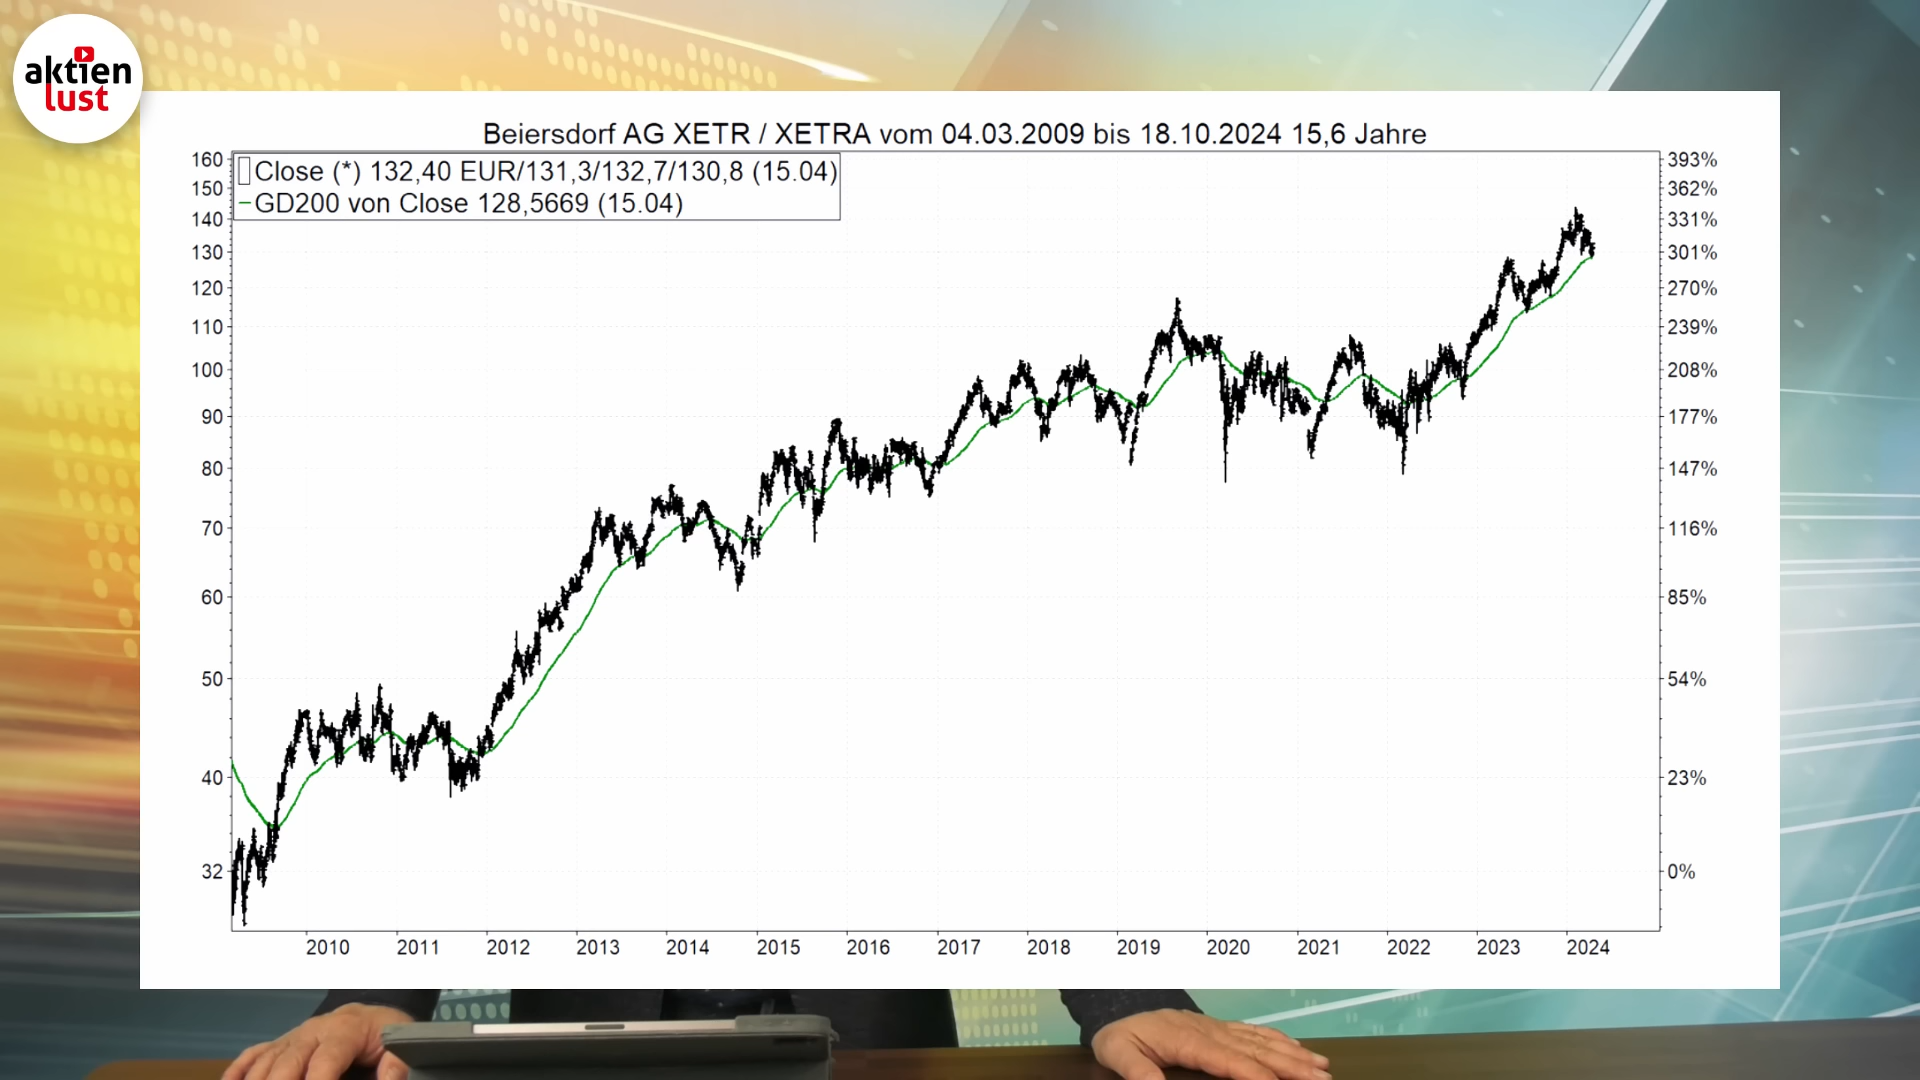 aktien
lust
Beiersdorf AG XETR / XETRA vom 04.03.2009 bis 18.10.2024 15,6 Jahre
Close (*) 132,40 EUR/131,3/132,7/130,8 (15.04)
GD200 von Close 128,5669 (15.04)
160 393%
150 362%
140 331%
130 301%
120 270%
110 239%
100 208%
90 177%
80 147%
70 116%
60 85%
50 54%
40 23%
32 0%
2010 2011 2012 2013 2014 2015 2016 2017 2018 2019 2020 2021 2022 2023 2024